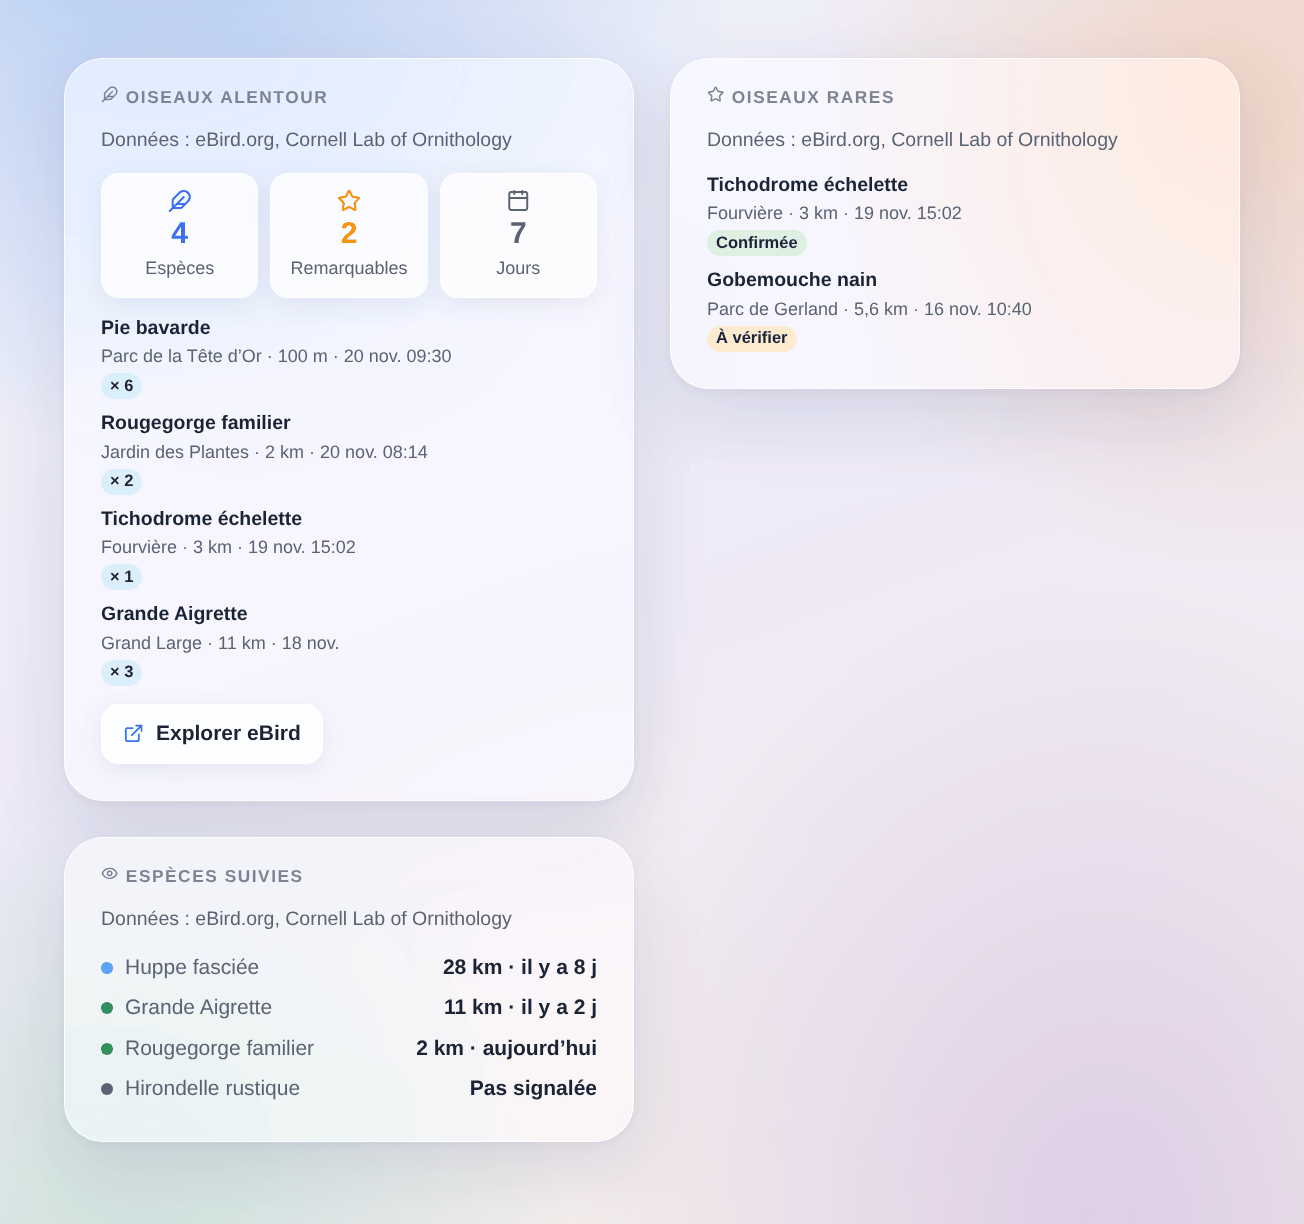 OISEAUX ALENTOUR
Données : eBird.org, Cornell Lab of Ornithology
4
Espèces
2
Remarquables
7
Jours
Pie bavarde
Parc de la Tête d’Or · 100 m · 20 nov. 09:30
× 6
Rougegorge familier
Jardin des Plantes · 2 km · 20 nov. 08:14
× 2
Tichodrome échelette
Fourvière · 3 km · 19 nov. 15:02
× 1
Grande Aigrette
Grand Large · 11 km · 18 nov.
× 3
Explorer eBird
OISEAUX RARES
Données : eBird.org, Cornell Lab of Ornithology
Tichodrome échelette
Fourvière · 3 km · 19 nov. 15:02
Confirmée
Gobemouche nain
Parc de Gerland · 5,6 km · 16 nov. 10:40
À vérifier
ESPÈCES SUIVIES
Données : eBird.org, Cornell Lab of Ornithology
Huppe fasciée 28 km · il y a 8 j
Grande Aigrette 11 km · il y a 2 j
Rougegorge familier 2 km · aujourd’hui
Hirondelle rustique Pas signalée